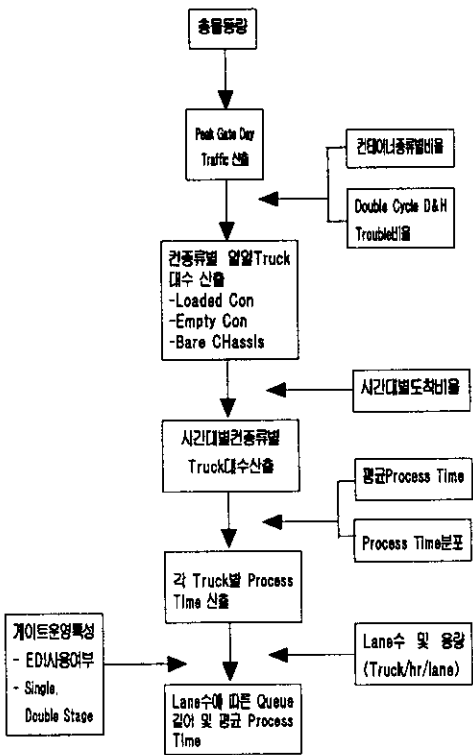 총물동량
Peak Gate Day
Traffic 산출
컨테이너종류별비율
Double Cycle D&H
Trouble비율
컨종류별 일일Truck
대수 산출
-Loaded Con
-Empty Con
-Bare CHassis
시간대별도착비율
시간대별컨종류별
Truck대수산출
평균Process Time
Process Time분포
각 Truck별 Process
Time 산출
게이트운영특성
- EDI사용여부
- Single,
Double Stage
Lane수 및 용량
(Truck/hr/lane)
Lane수에 따른 Queue
길이 및 평균 Process
Time